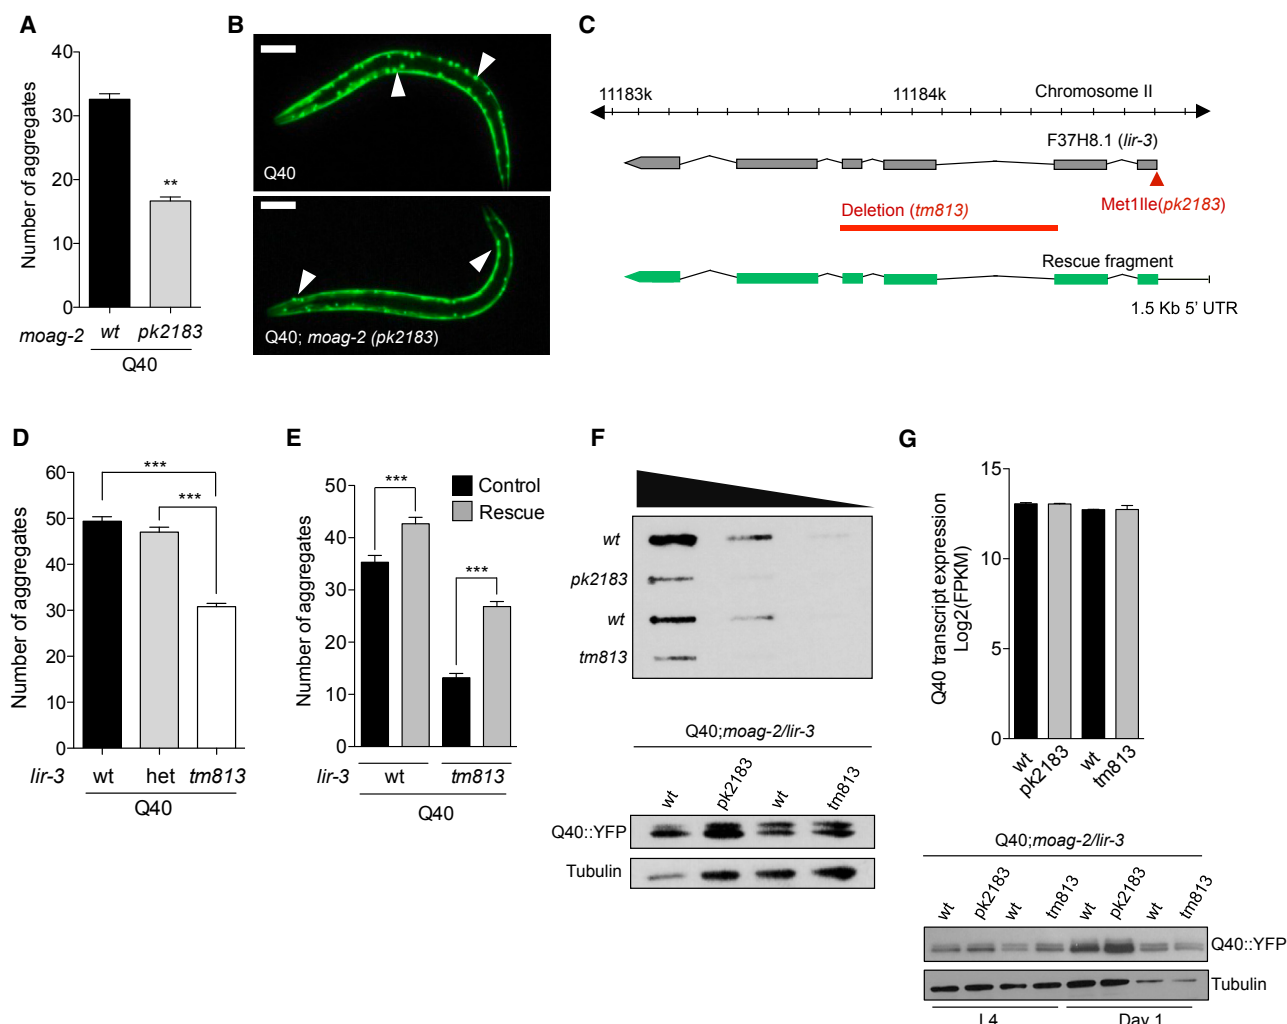 A
Number of aggregates
40
30
20
10
0
**
moag-2 wt pk2183
Q40
B
Q40
Q40; moag-2 (pk2183)
C
11183k
11184k
Chromosome II
F37H8.1 (lir-3)
Met1Ile(pk2183)
Deletion (tm813)
Rescue fragment
1.5 Kb 5' UTR
D
Number of aggregates
60
50
40
30
20
10
0
***
***
lir-3 wt het tm813
Q40
E
Number of aggregates
50
40
30
20
10
0
***
***
Control
Rescue
lir-3 wt tm813
Q40
F
wt
pk2183
wt
tm813
Q40;moag-2/lir-3
wt pk2183 wt tm813
Q40::YFP
Tubulin
G
Q40 transcript expression
Log2(FPKM)
15
10
5
0
wt pk2183 wt tm813
Q40;moag-2/lir-3
wt pk2183 wt tm813 wt pk2183 wt tm813
Q40::YFP
Tubulin
L4 Day 1